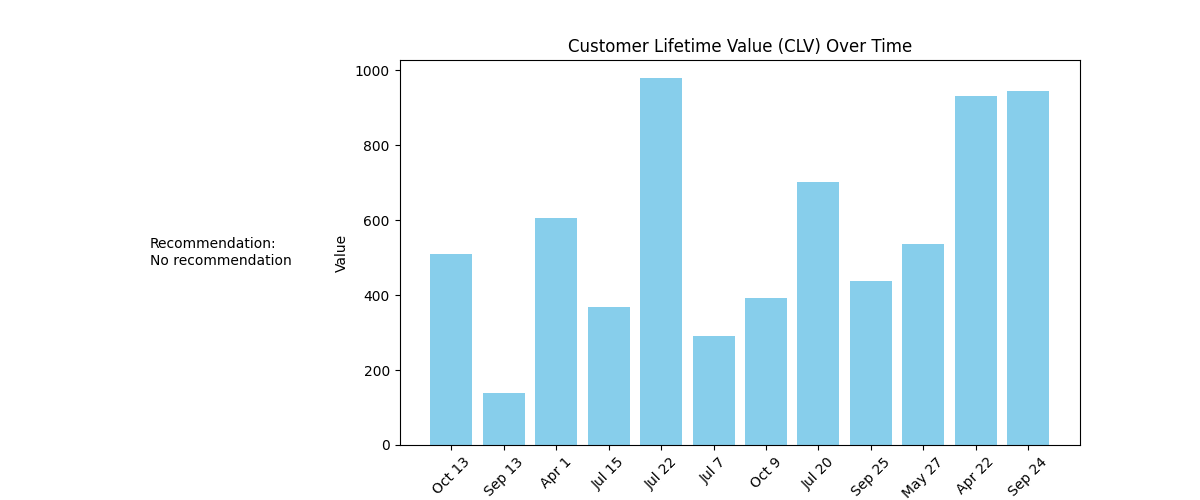 Customer Lifetime Value (CLV) Over Time
1000
800
600
400
200
0
Value
Recommendation:
No recommendation
Oct 13
Sep 13
Apr 1
Jul 15
Jul 22
Jul 7
Oct 9
Jul 20
Sep 25
May 27
Apr 22
Sep 24